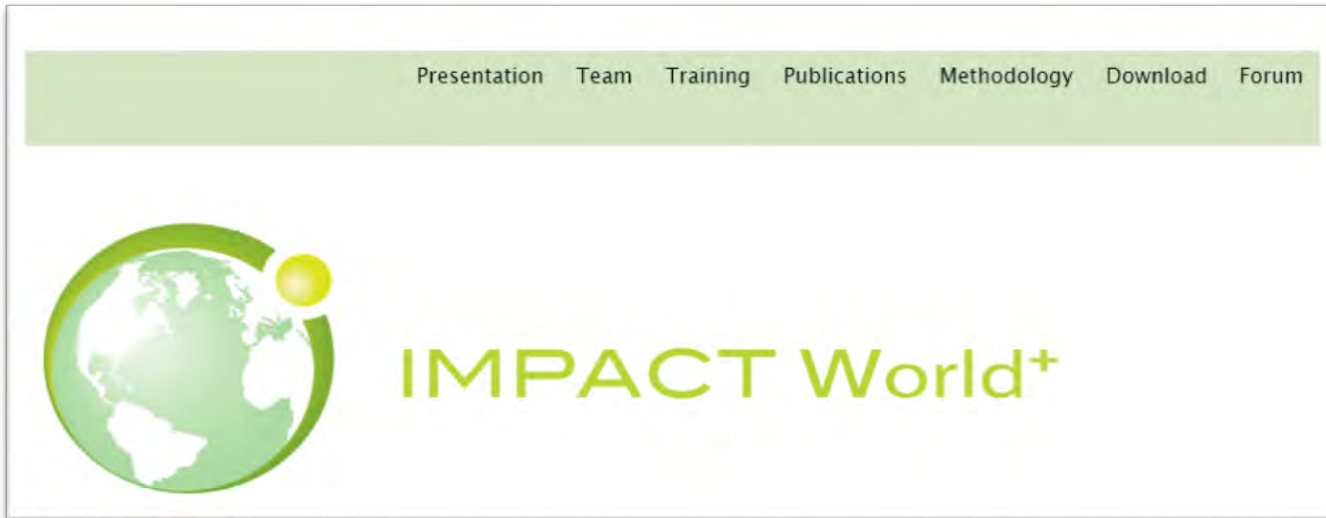 Presentation Team Training Publications Methodology Download Forum
IMPACT World⁺